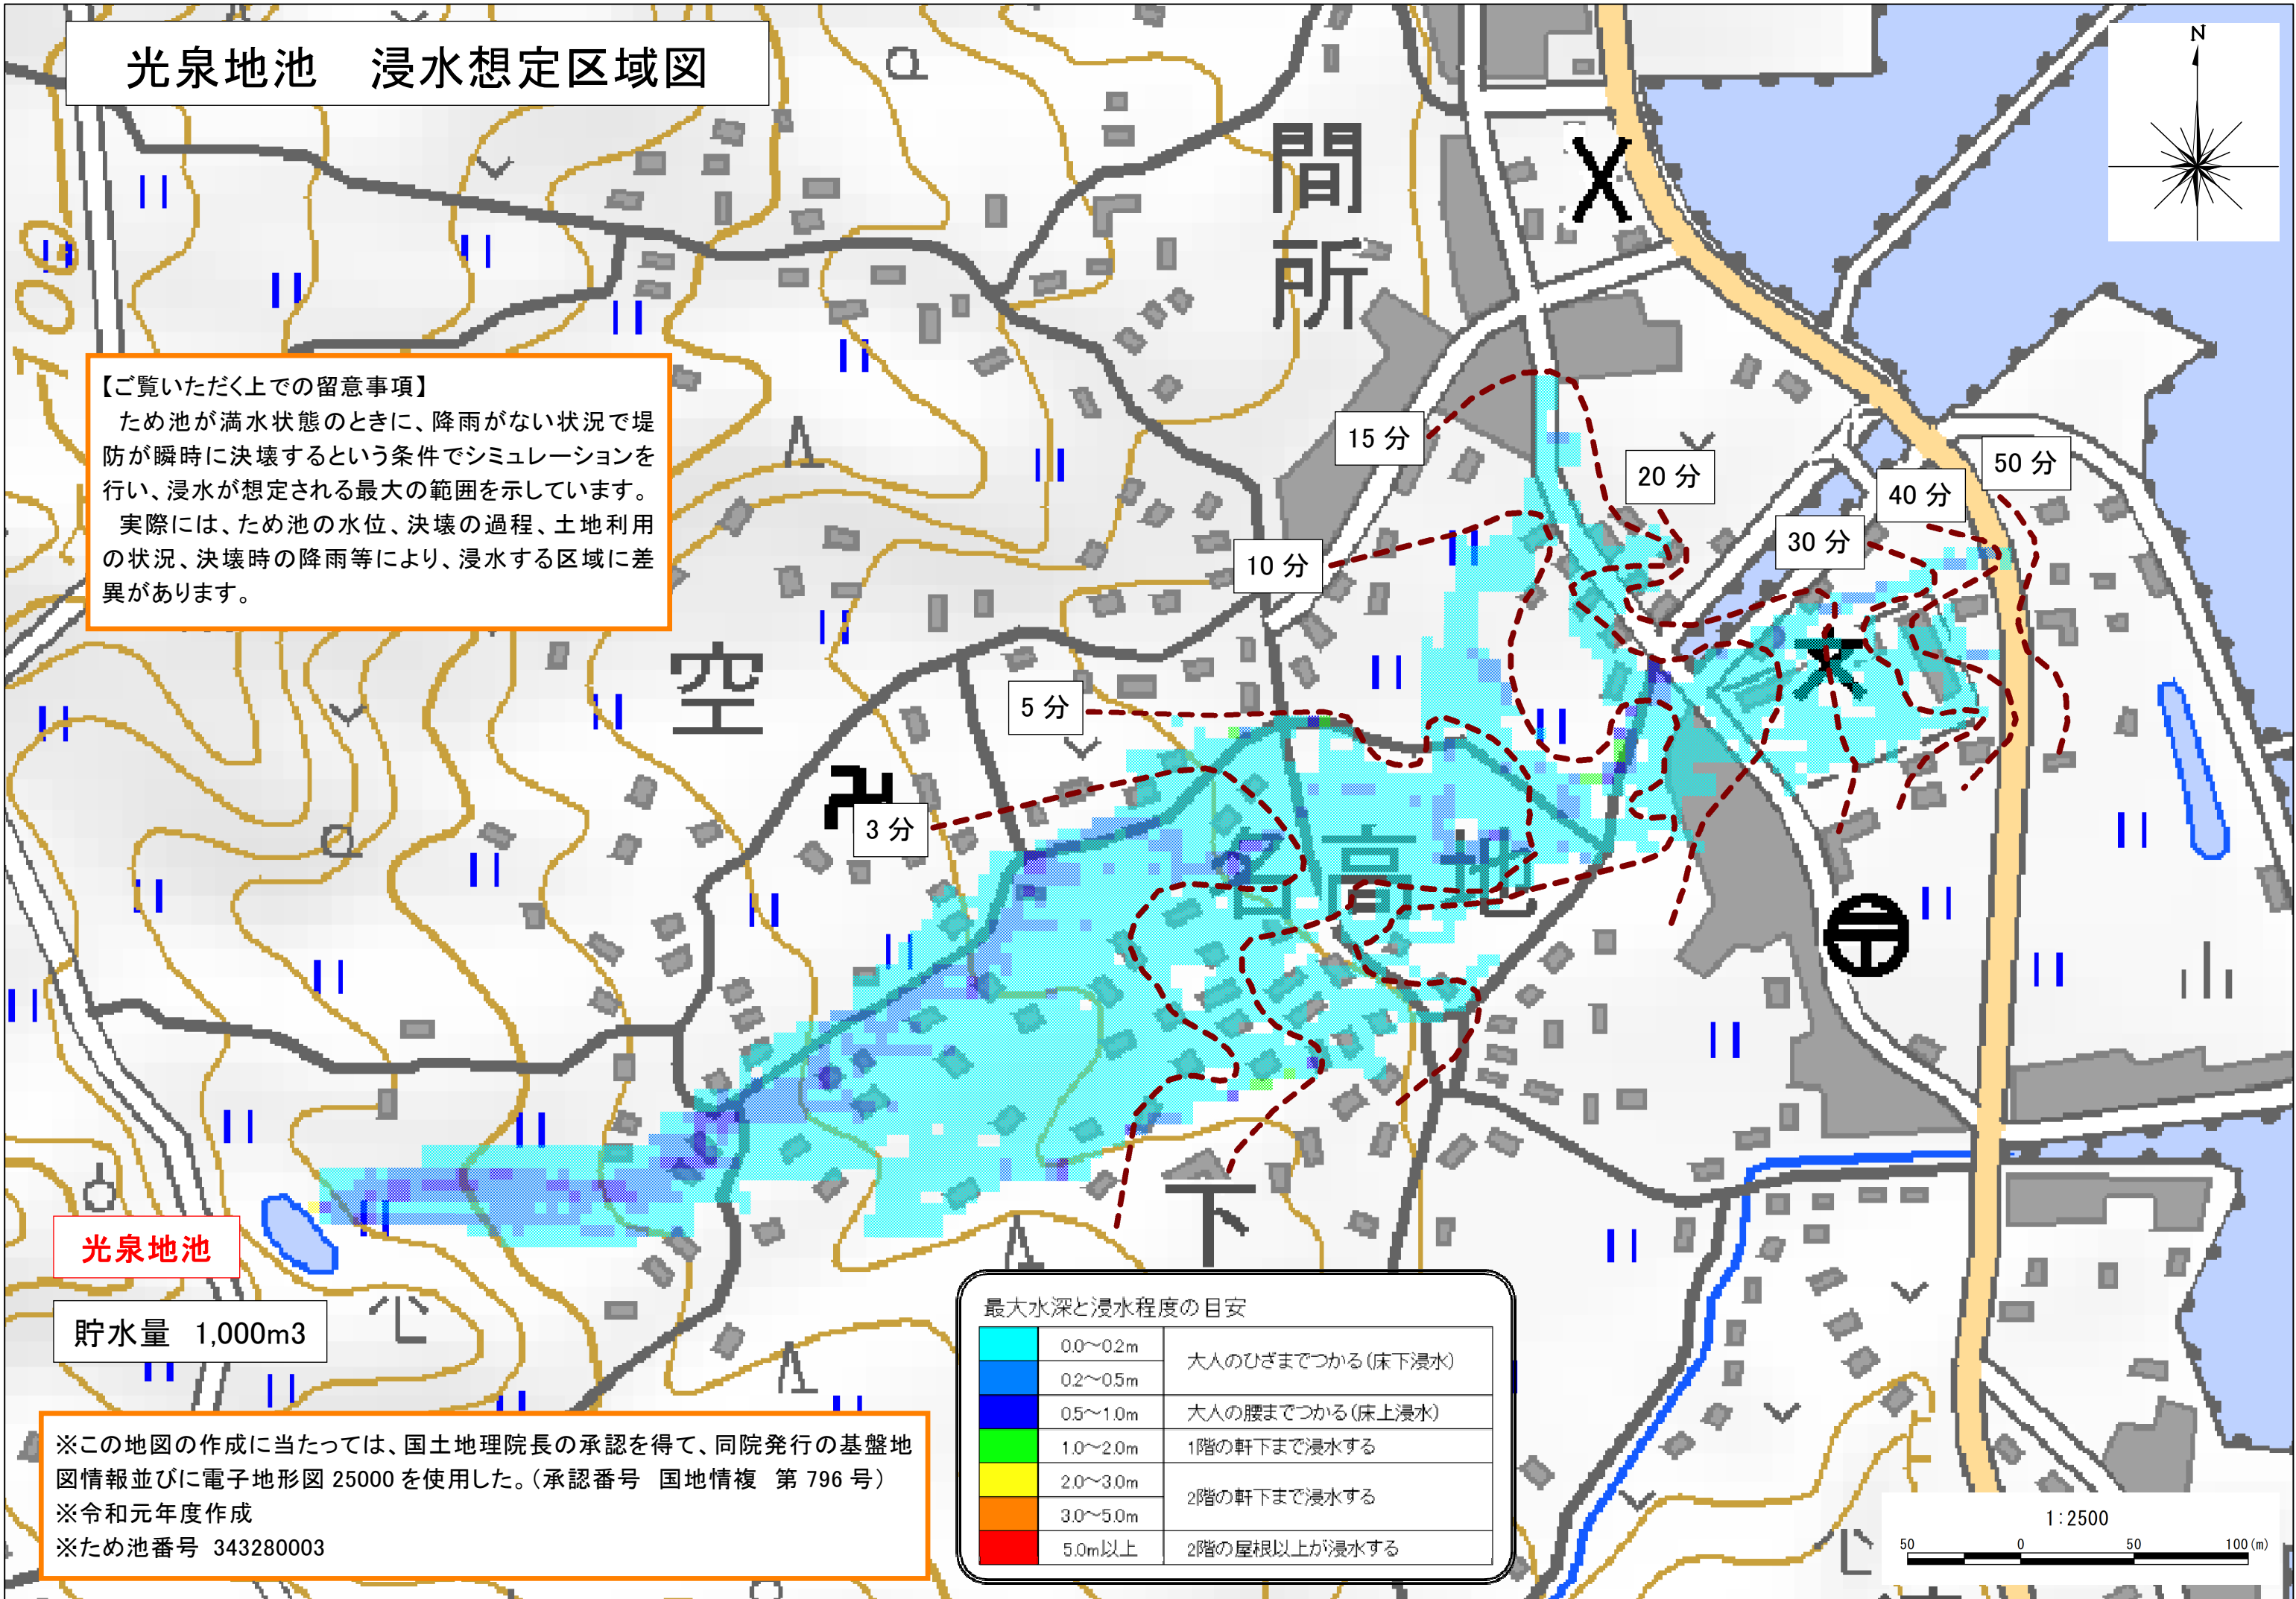 光泉地池　浸水想定区域図
N
100
間所
【ご覧いただく上での留意事項】
ため池が満水状態のときに、降雨がない状況で堤
防が瞬時に決壊するという条件でシミュレーションを
行い、浸水が想定される最大の範囲を示しています。
実際には、ため池の水位、決壊の過程、土地利用
の状況、決壊時の降雨等により、浸水する区域に差
異があります。
15 分
20 分
50 分
40 分
30 分
10 分
空
文
5 分
3 分
名高地
下
光泉地池
貯水量　1,000m3
最大水深と浸水程度の目安
0.0～0.2m
大人のひざまでつかる(床下浸水)
0.2～0.5m
0.5～1.0m　大人の腰までつかる(床上浸水)
1.0～2.0m　1階の軒下まで浸水する
2.0～3.0m
2階の軒下まで浸水する
3.0～5.0m
5.0m以上　2階の屋根以上が浸水する
※この地図の作成に当たっては、国土地理院長の承認を得て、同院発行の基盤地
図情報並びに電子地形図 25000 を使用した。（承認番号　国地情複　第 796 号）
※令和元年度作成
※ため池番号 343280003
1:2500
50 0 50 100(m)